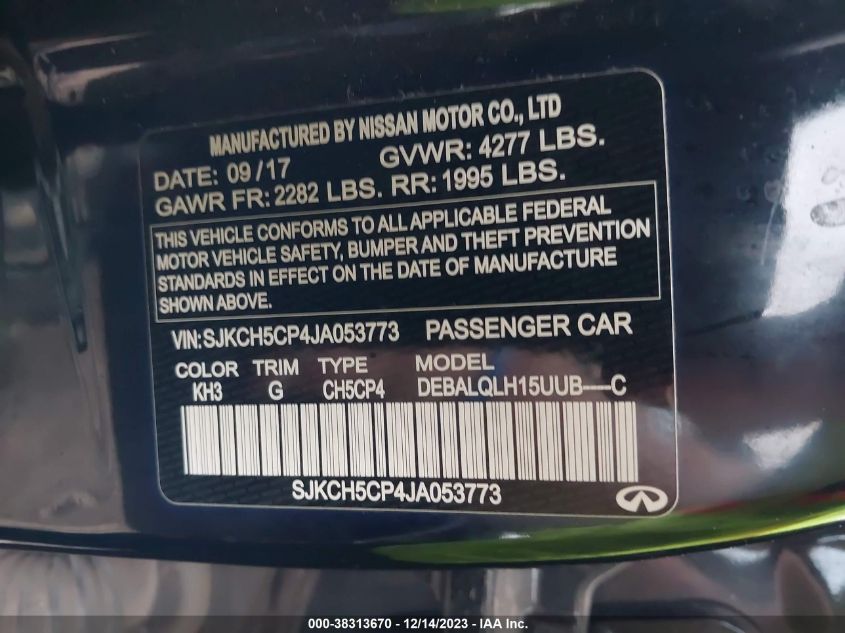 MANUFACTURED BY NISSAN MOTOR CO., LTD
DATE: 09/17 GVWR: 4277 LBS.
GAWR FR: 2282 LBS. RR: 1995 LBS.
THIS VEHICLE CONFORMS TO ALL APPLICABLE FEDERAL
MOTOR VEHICLE SAFETY, BUMPER AND THEFT PREVENTION
STANDARDS IN EFFECT ON THE DATE OF MANUFACTURE
SHOWN ABOVE.
VIN:SJKCH5CP4JA053773 PASSENGER CAR
COLOR TRIM TYPE MODEL
KH3 G CH5CP4 DEBALQLH15UUB----C
SJKCH5CP4JA053773
000-38313670 - 12/14/2023 - © IAA Inc.